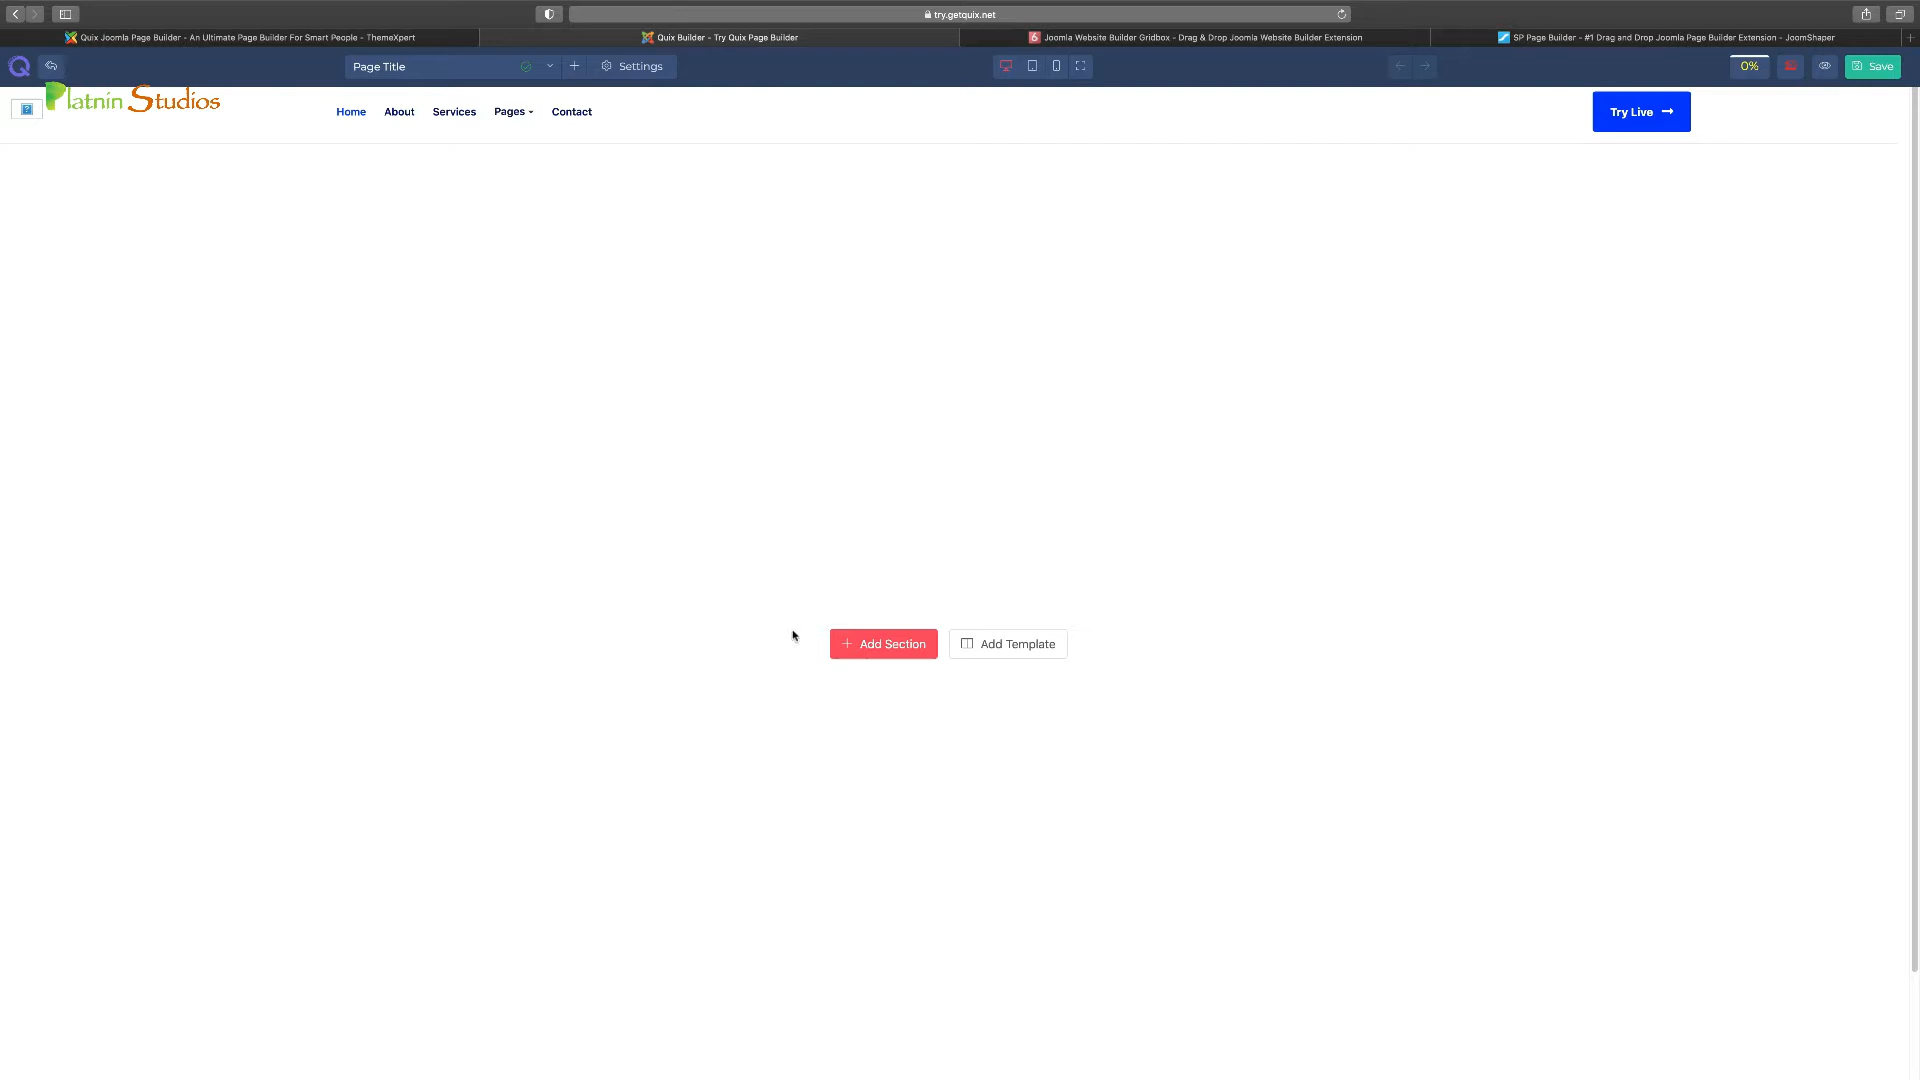 try.getquix.net
Quix Joomla Page Builder - An Ultimate Page Builder For Smart People - ThemeXpert
Quix Builder - Try Quix Page Builder
Joomla Website Builder Gridbox - Drag & Drop Joomla Website Builder Extension
SP Page Builder - #1 Drag and Drop Joomla Page Builder Extension - JoomShaper
Page Title
Settings
0%
Save
Platnin Studios
Home
About
Services
Pages
Contact
Try Live
Add Section
Add Template